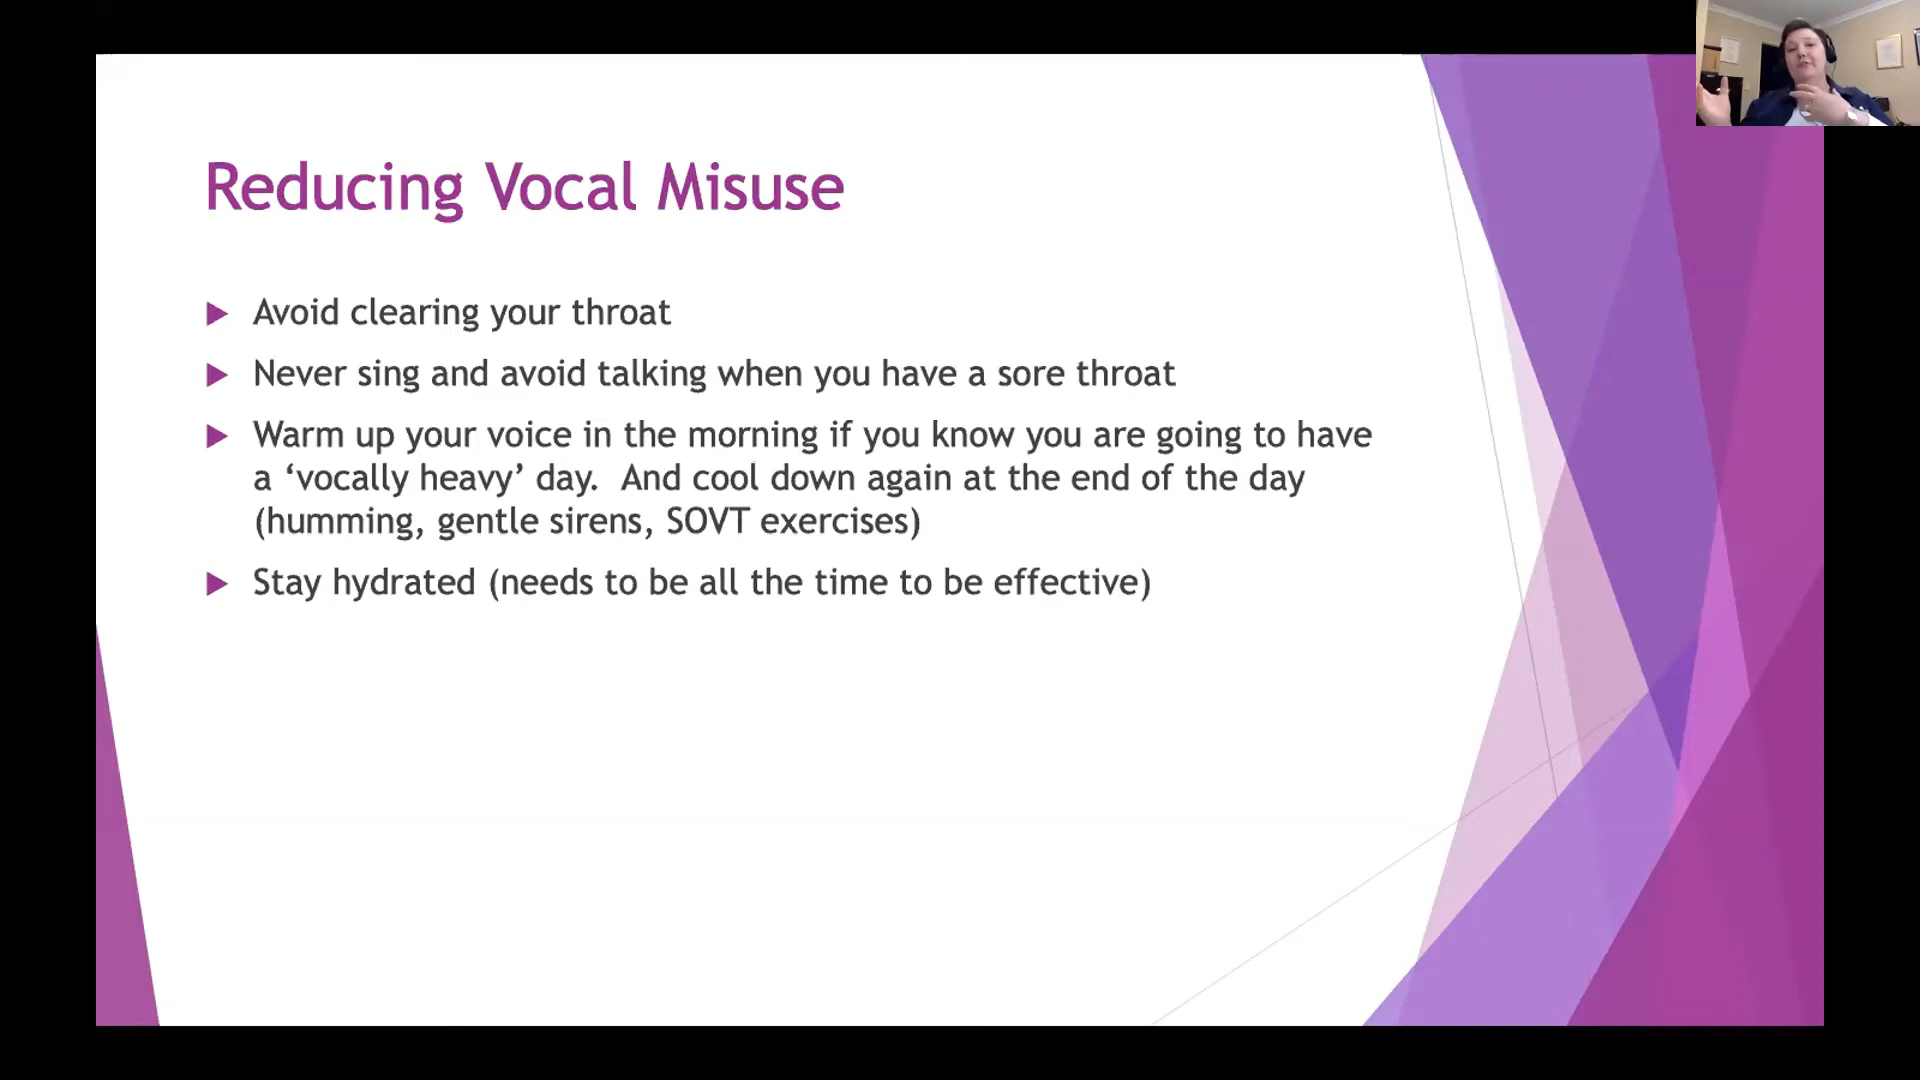 Reducing Vocal Misuse
Avoid clearing your throat
Never sing and avoid talking when you have a sore throat
Warm up your voice in the morning if you know you are going to have
a ‘vocally heavy’ day.  And cool down again at the end of the day
(humming, gentle sirens, SOVT exercises)
Stay hydrated (needs to be all the time to be effective)